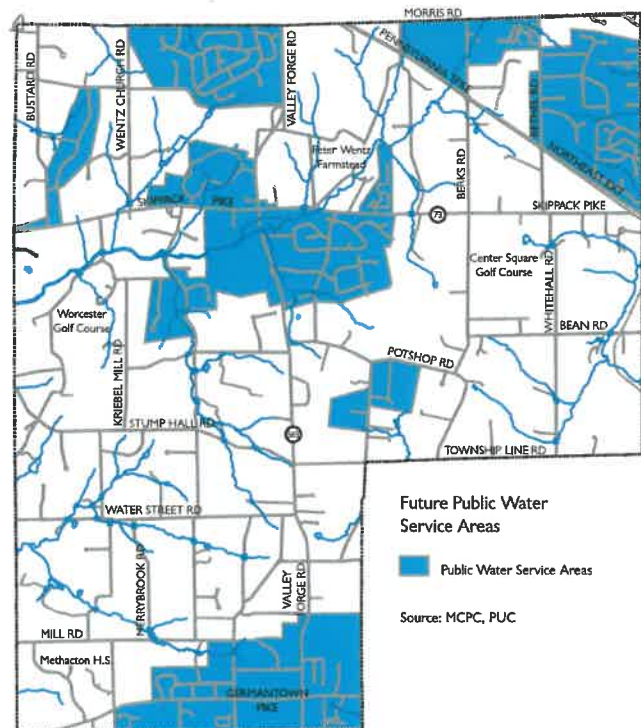 MORRIS RD
PENNSYLVANIA TPKE
BUSTARD RD
WENTZ CHURCH RD
VALLEY FORGE RD
BETHEL RD
NORTHEAST EXT
Peter Wentz
Farmstead
BERKS RD
SKIPPACK PIKE
SKIPPACK PIKE
73
Center Square
Golf Course
WHITEHALL RD
Worcester
Golf Course
BEAN RD
KRIEBEL MILL RD
POTSHOP RD
STUMP HALL RD
363
TOWNSHIP LINE RD
Future Public Water
Service Areas
WATER STREET RD
Public Water Service Areas
MERRYBROOK RD
VALLEY
FORGE RD
Source: MCPC, PUC
MILL RD
Methacton H.S.
GERMANTOWN
PIKE